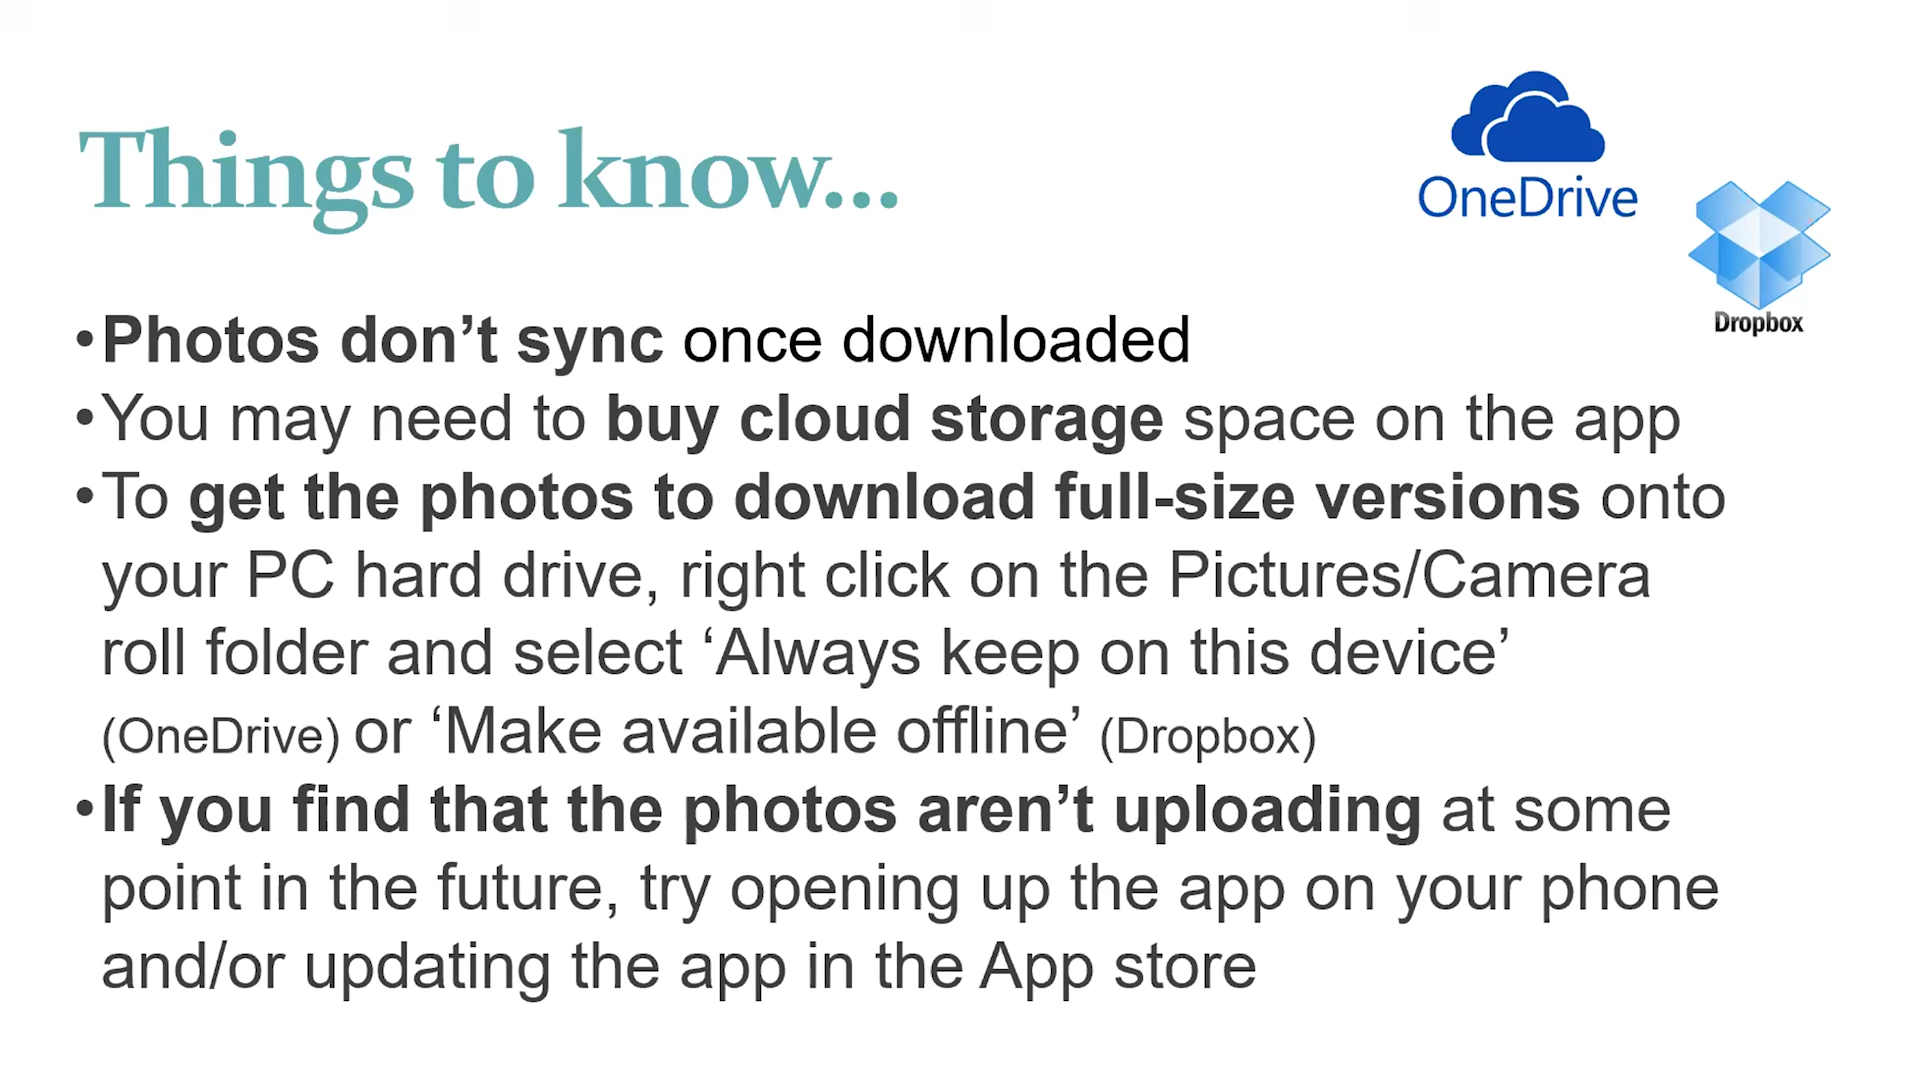 Things to know...
OneDrive
Dropbox
•Photos don’t sync once downloaded
•You may need to buy cloud storage space on the app
•To get the photos to download full-size versions onto
your PC hard drive, right click on the Pictures/Camera
roll folder and select ‘Always keep on this device’
(OneDrive) or ‘Make available offline’ (Dropbox)
•If you find that the photos aren’t uploading at some
point in the future, try opening up the app on your phone
and/or updating the app in the App store